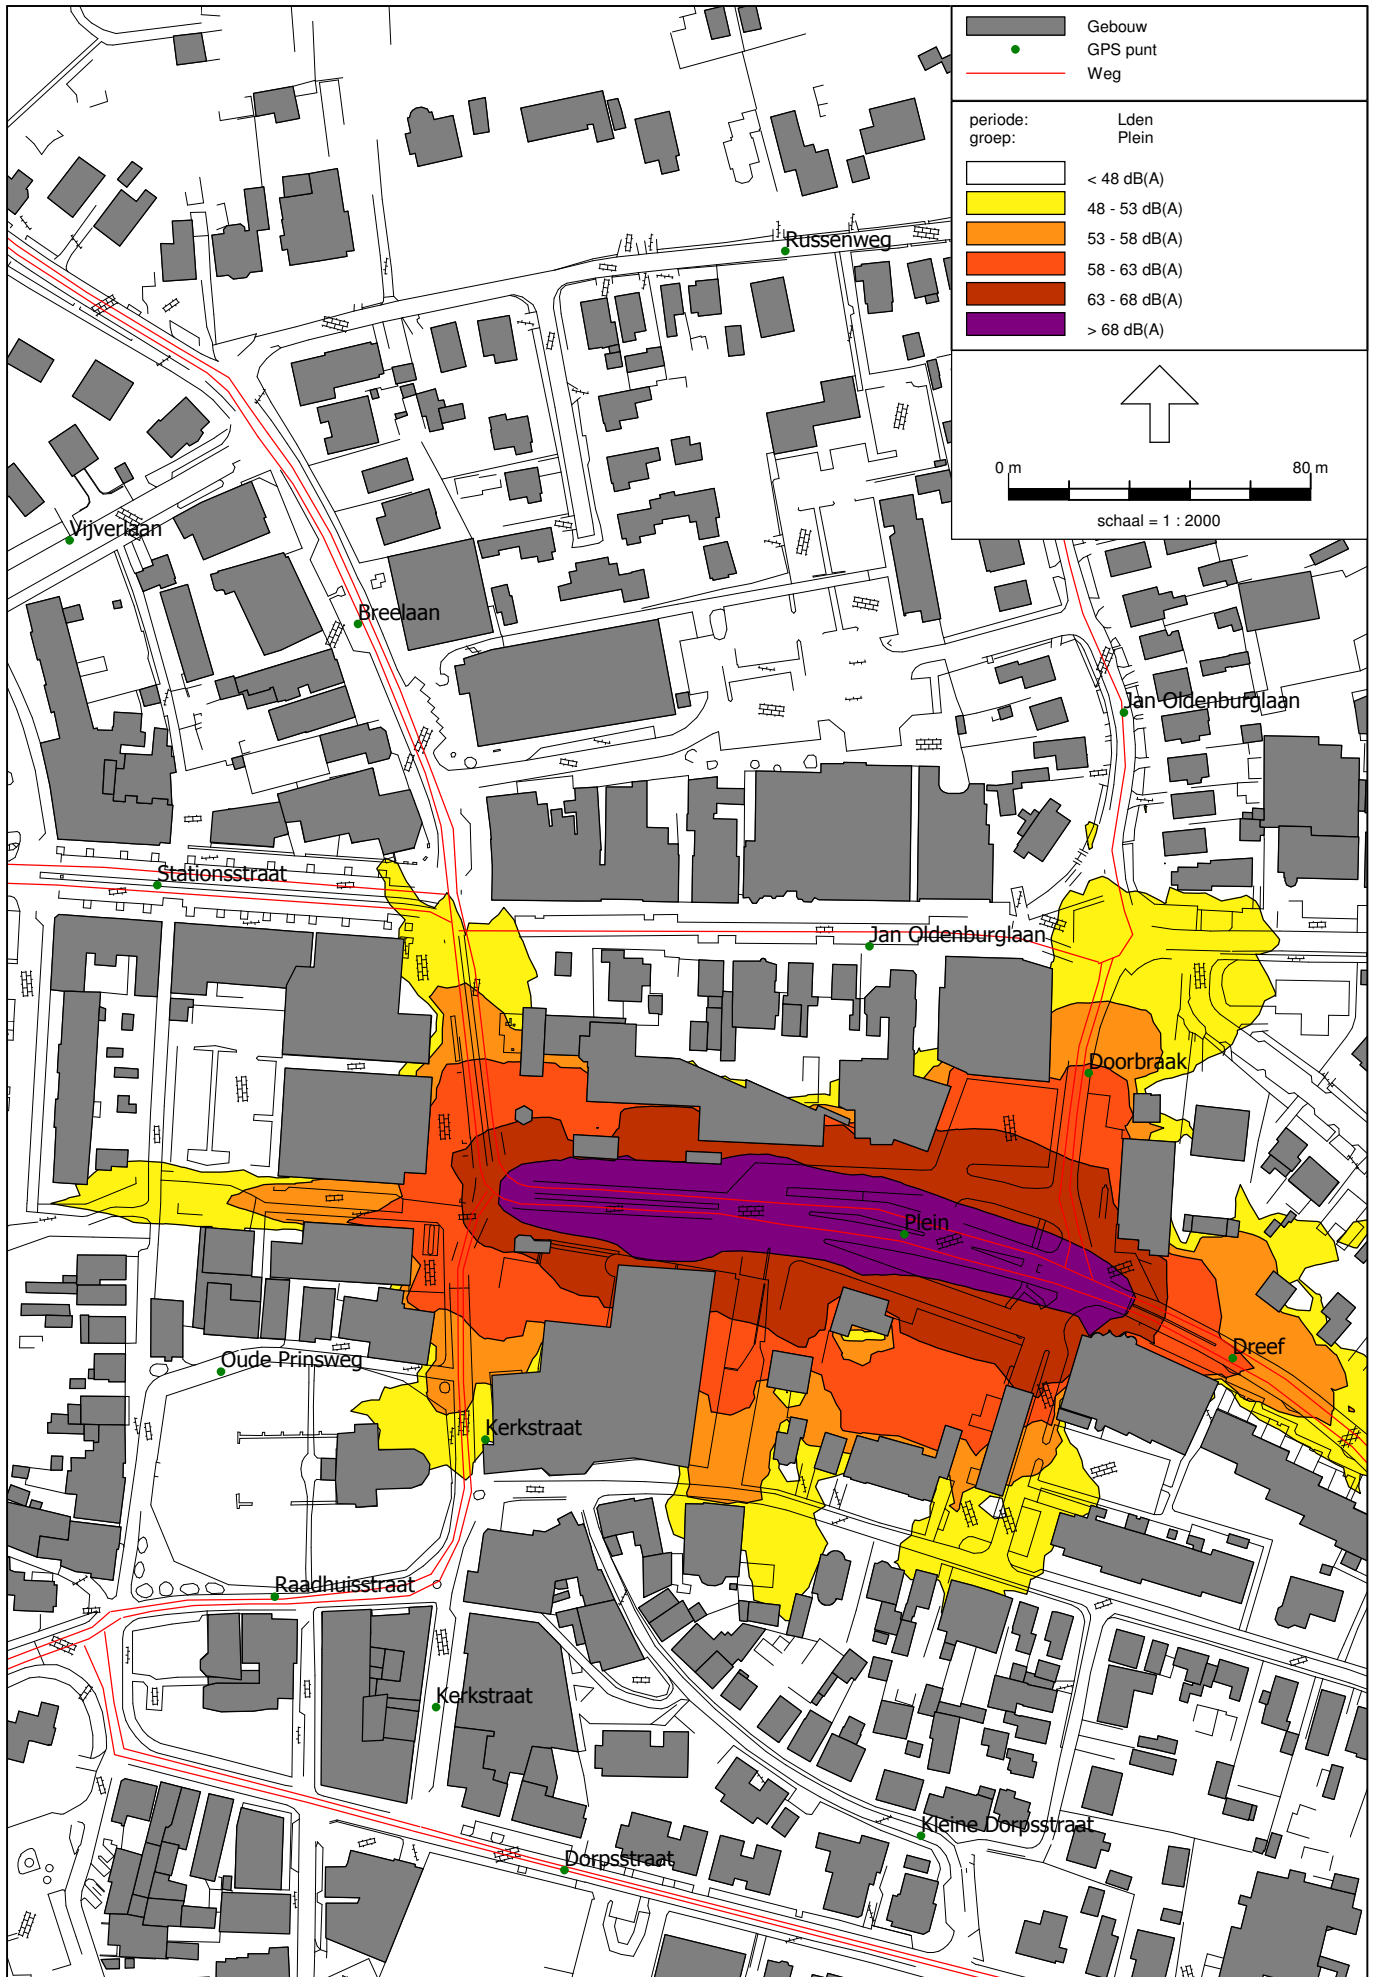 Gebouw
GPS punt
Weg
periode: Lden
groep: Plein
< 48 dB(A)
48 - 53 dB(A)
53 - 58 dB(A)
58 - 63 dB(A)
63 - 68 dB(A)
> 68 dB(A)
0 m 80 m
schaal = 1 : 2000
Russenweg
Vijverlaan
Breelaan
Jan Oldenburglaan
Stationsstraat
Jan Oldenburglaan
Doorbraak
Plein
Dreef
Oude Prinsweg
Kerkstraat
Raadhuisstraat
Kerkstraat
Kleine Dorpsstraat
Dorpsstraat